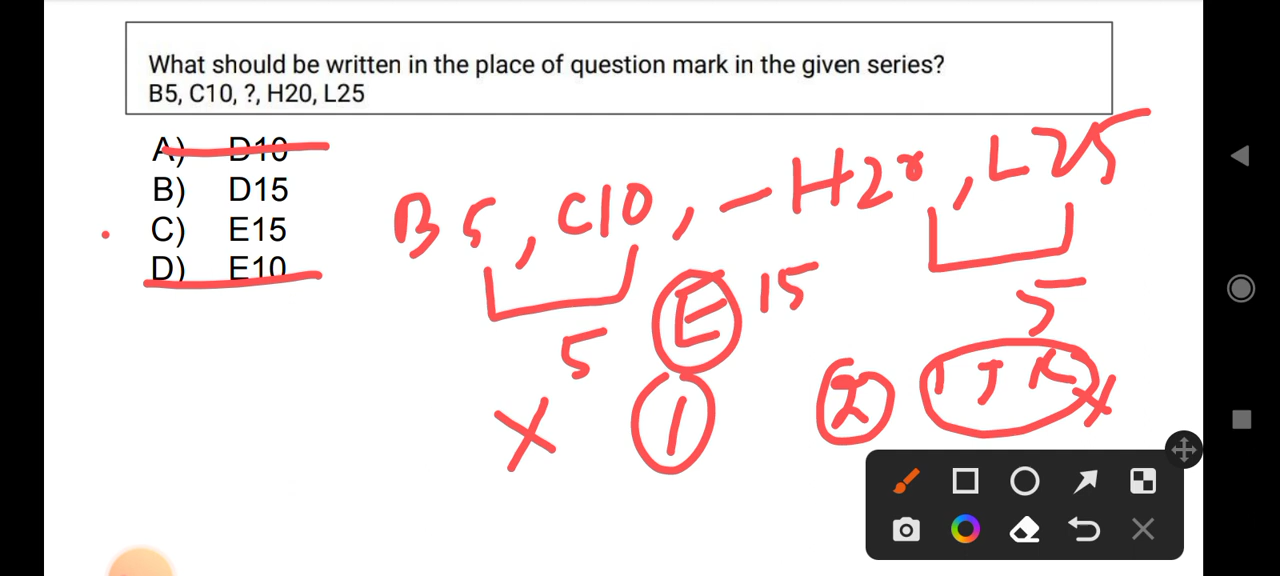 What should be written in the place of question mark in the given series?
B5, C10, ?, H20, L25
A) D10
B) D15
C) E15
D) E10
B 5, C10, – H20, L25
5 E 15 5
X 1 2 I J K X